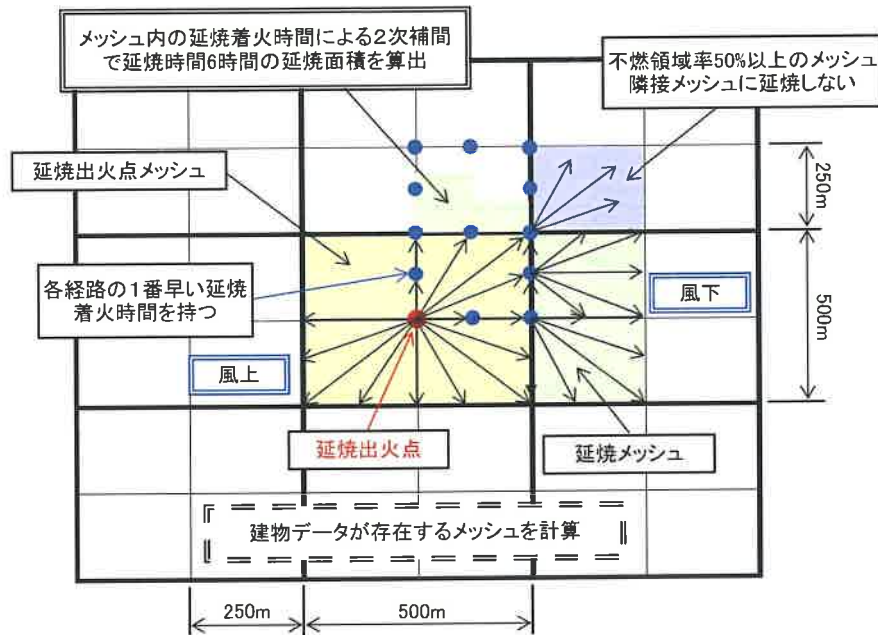 メッシュ内の延焼着火時間による2次補間
で延焼時間6時間の延焼面積を算出
不燃領域率50%以上のメッシュ
隣接メッシュに延焼しない
延焼出火点メッシュ
250m
各経路の1番早い延焼
着火時間を持つ
風下
500m
風上
延焼出火点
延焼メッシュ
建物データが存在するメッシュを計算
250m
500m